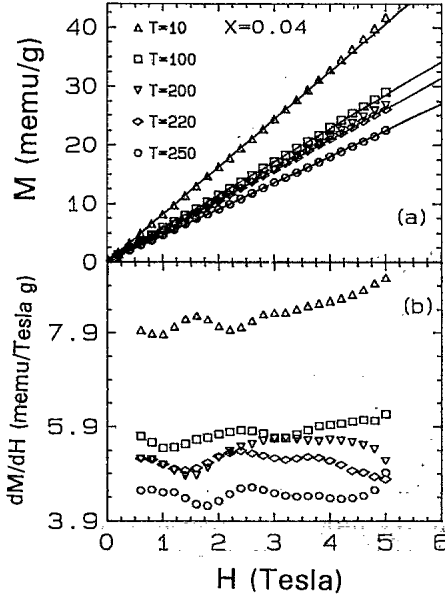 40
30
20
10
0
M (memu/g)
T=10 X=0.04
T=100
T=200
T=220
T=250
(a)
(b)
7.9
5.9
3.9
dM/dH (memu/Tesla g)
0 1 2 3 4 5 6
H (Tesla)